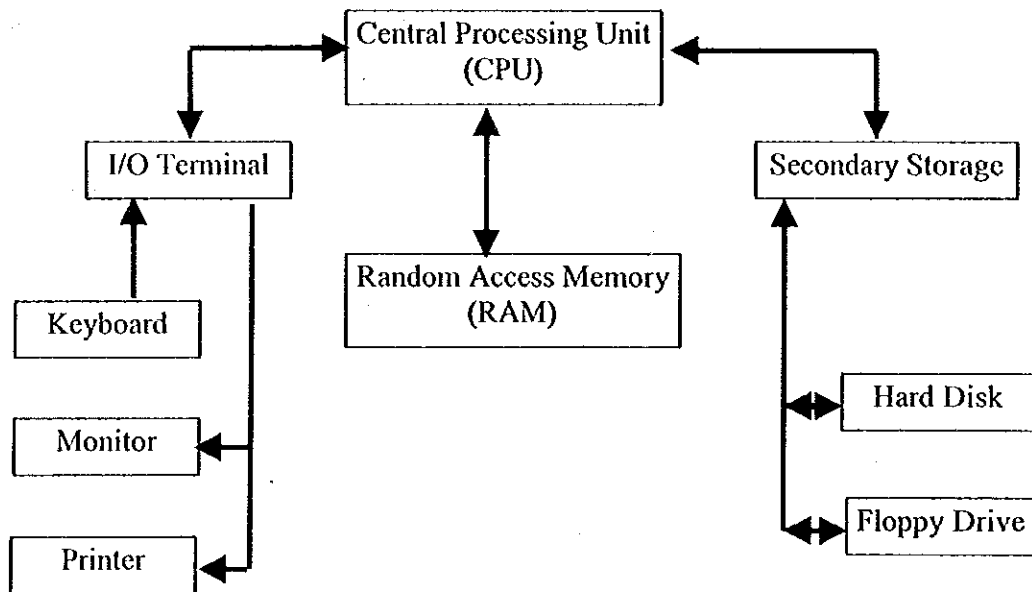 Central Processing Unit
(CPU)
I/O Terminal
Secondary Storage
Random Access Memory
(RAM)
Keyboard
Hard Disk
Monitor
Floppy Drive
Printer